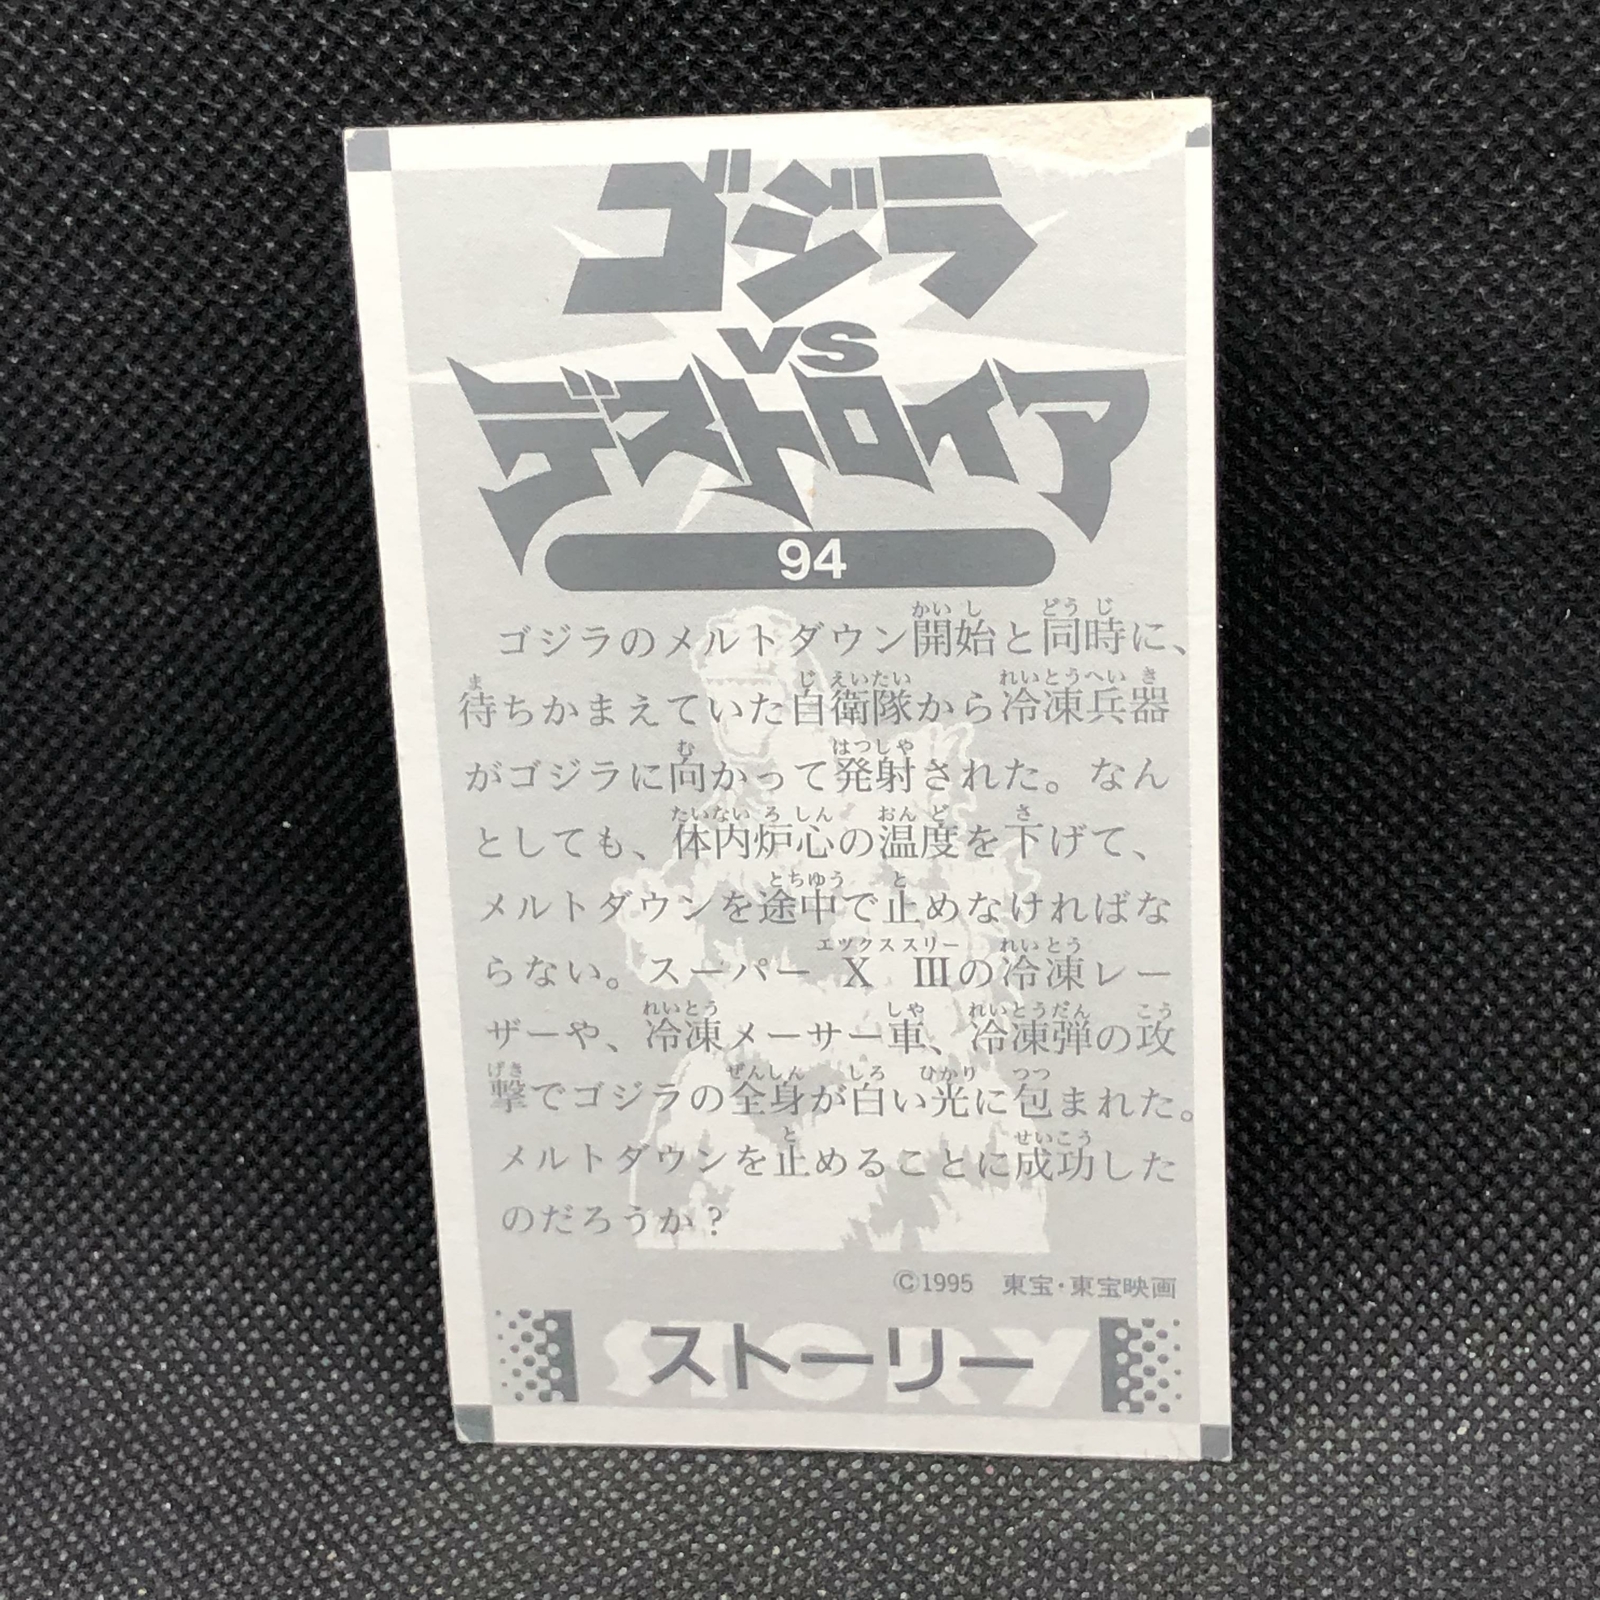 ゴジラ
VS
デストロイア
94
ゴジラのメルトダウン開始と同時に、
待ちかまえていた自衛隊から冷凍兵器
がゴジラに向かって発射された。なん
としても、体内炉心の温度を下げて、
メルトダウンを途中で止めなければな
らない。スーパーX IIIの冷凍レー
ザーや、冷凍メーサー車、冷凍弾の攻
撃でゴジラの全身が白い光に包まれた。
メルトダウンを止めることに成功した
のだろうか？
©1995 東宝・東宝映画
STORY
ストーリー